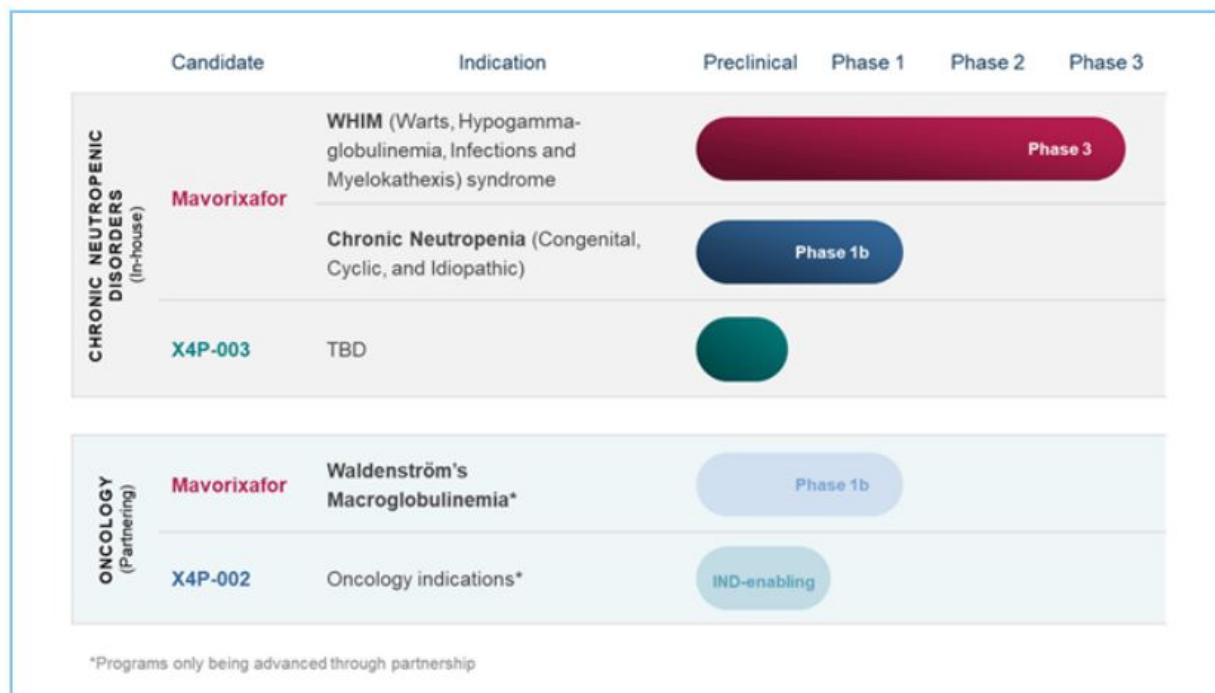 Candidate Indication Preclinical Phase 1 Phase 2 Phase 3
CHRONIC NEUTROPENIC
DISORDERS
(In-house)
Mavorixafor
WHIM (Warts, Hypogamma-
globulinemia, Infections and
Myelokathexis) syndrome
Phase 3
Chronic Neutropenia (Congenital,
Cyclic, and Idiopathic)
Phase 1b
X4P-003 TBD
ONCOLOGY
(Partnering)
Mavorixafor
Waldenström's
Macroglobulinemia*
Phase 1b
X4P-002 Oncology indications* IND-enabling
*Programs only being advanced through partnership